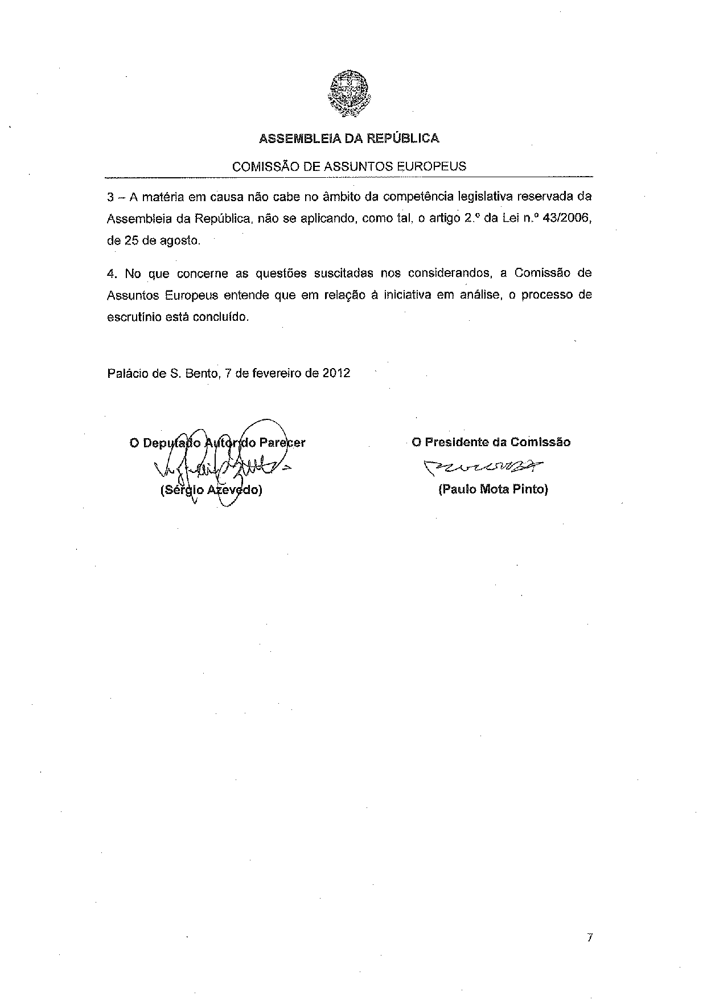 ASSEMBLEIA DA REPÚBLICA
COMISSÃO DE ASSUNTOS EUROPEUS
3 – A matéria em causa não cabe no âmbito da competência legislativa reservada da
Assembleia da República, não se aplicando, como tal, o artigo 2.º da Lei n.º 43/2006,
de 25 de agosto.
4. No que concerne as questões suscitadas nos considerandos, a Comissão de
Assuntos Europeus entende que em relação à iniciativa em análise, o processo de
escrutínio está concluído.
Palácio de S. Bento, 7 de fevereiro de 2012
O Deputado Autor do Parecer O Presidente da Comissão
(Sérgio Azevedo) (Paulo Mota Pinto)
7